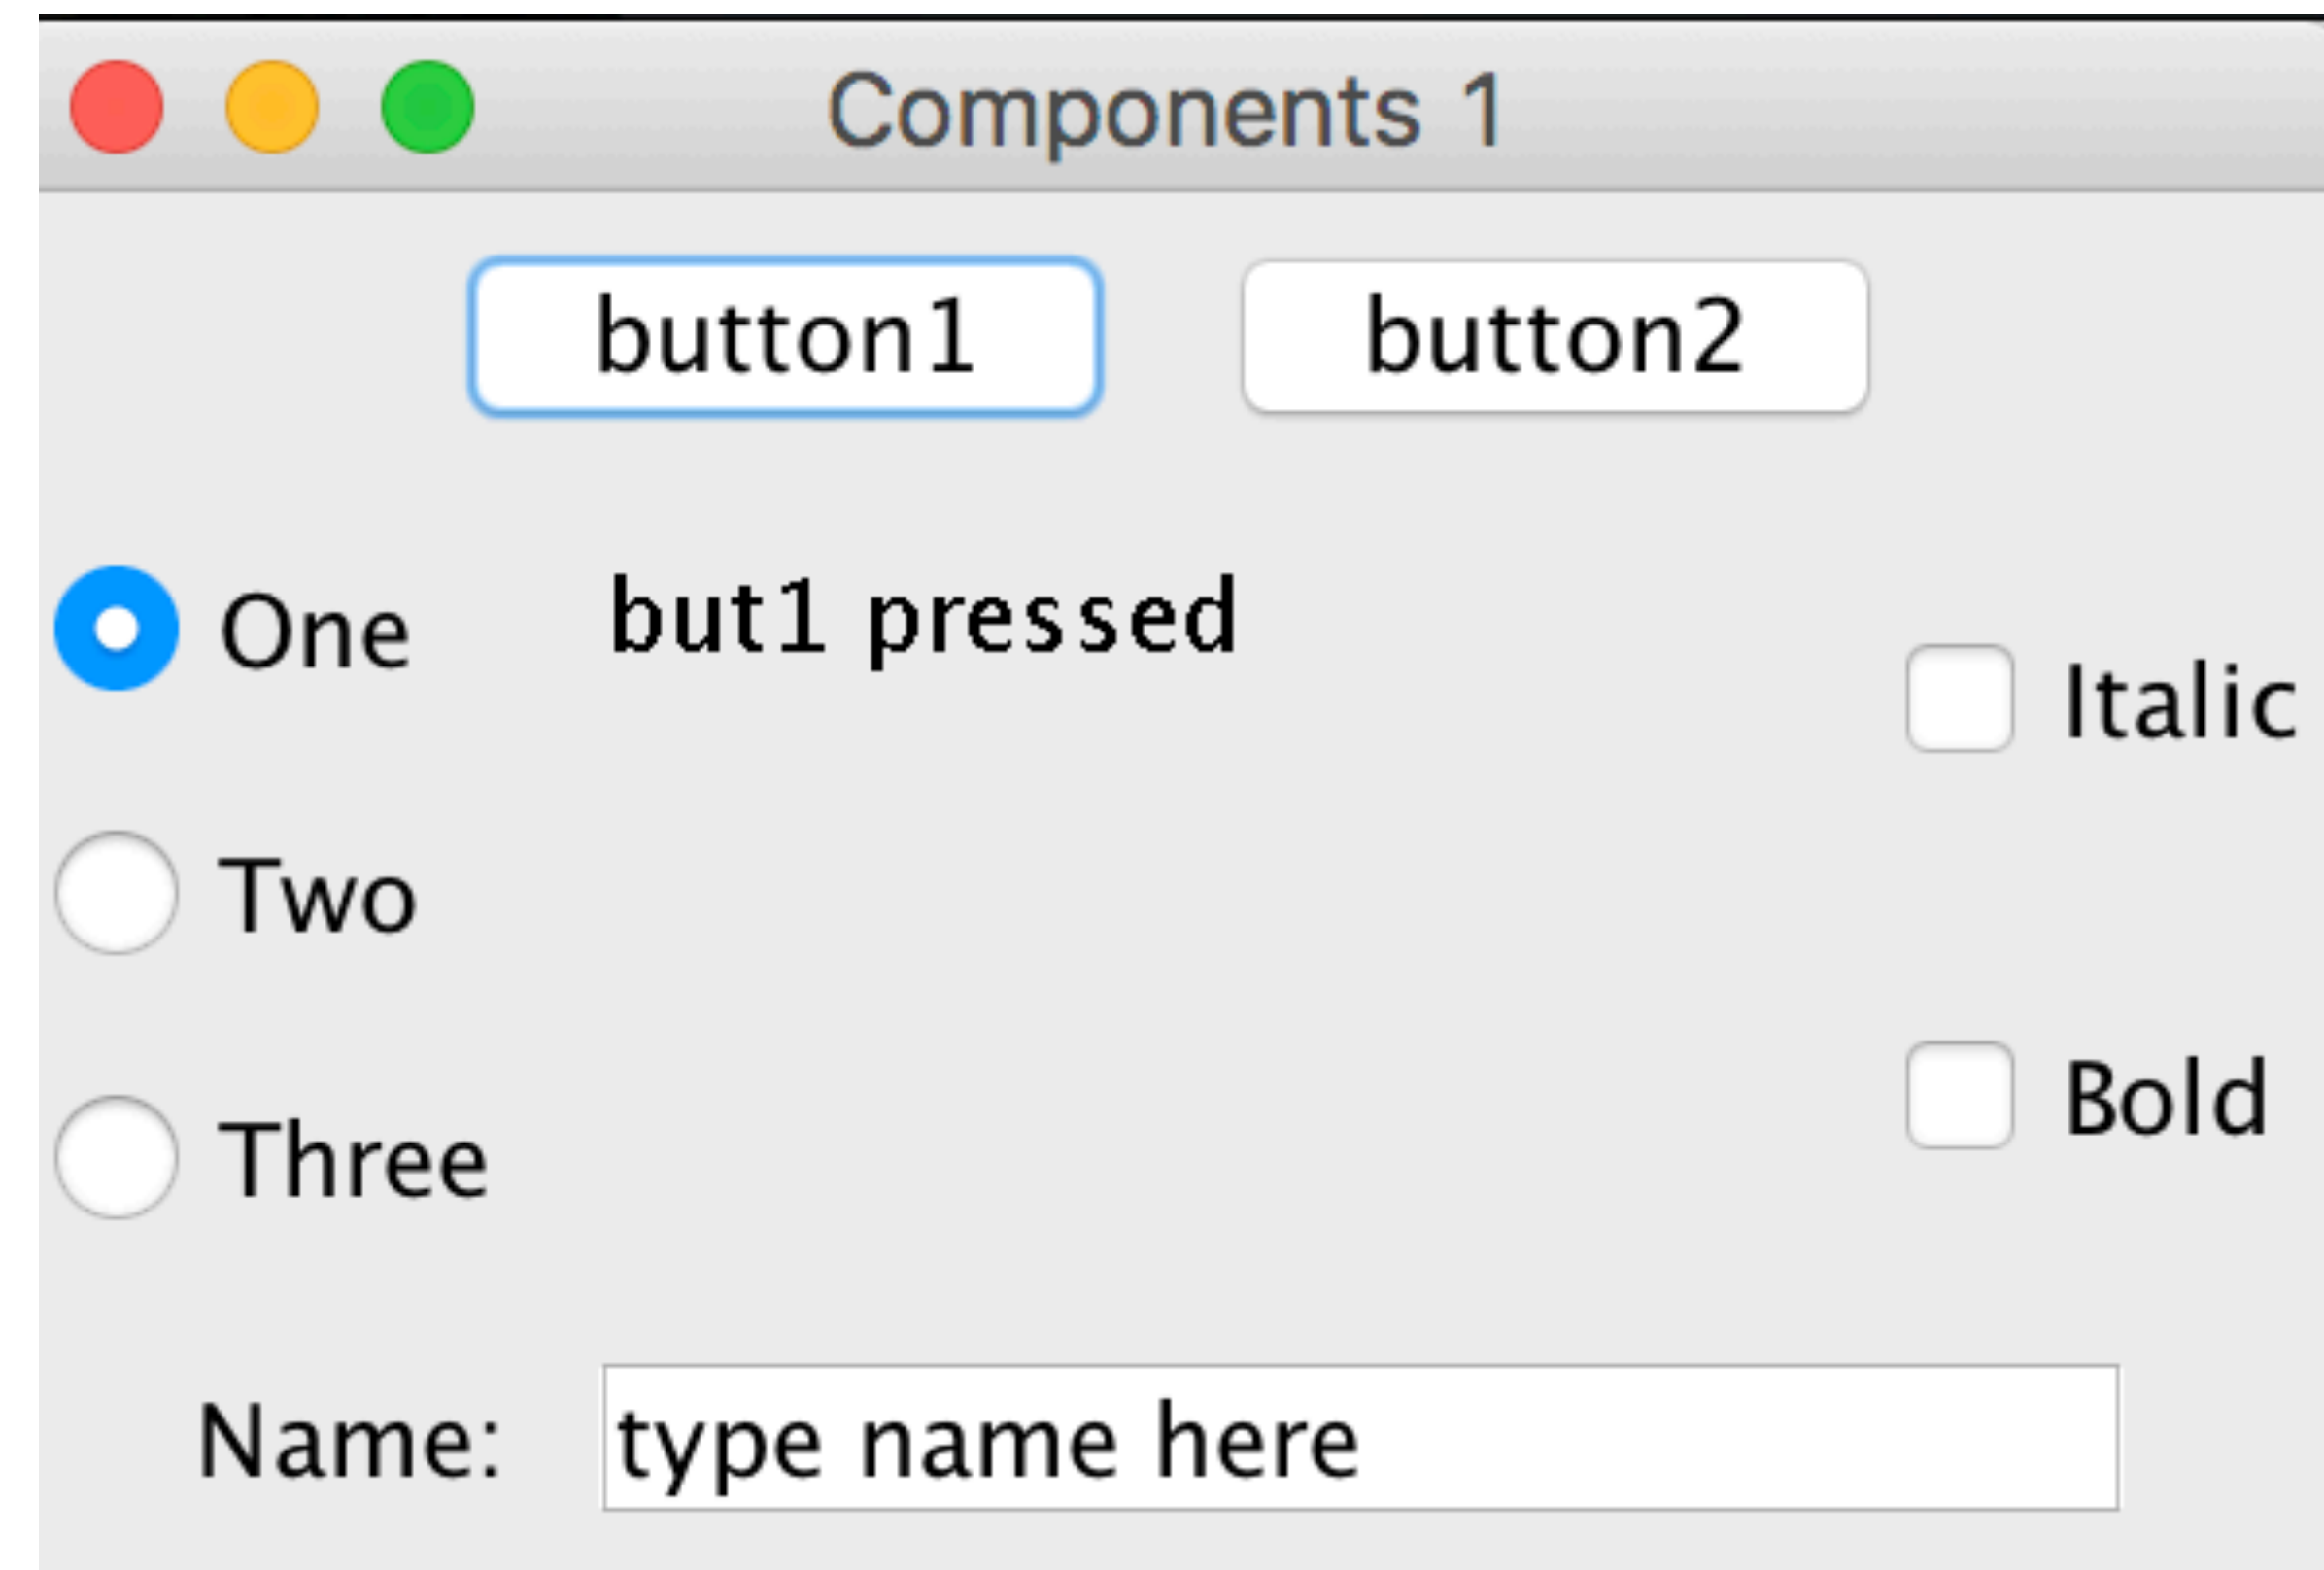 Components 1
button1 button2
One but1 pressed
Italic
Two
Bold
Three
Name: type name here